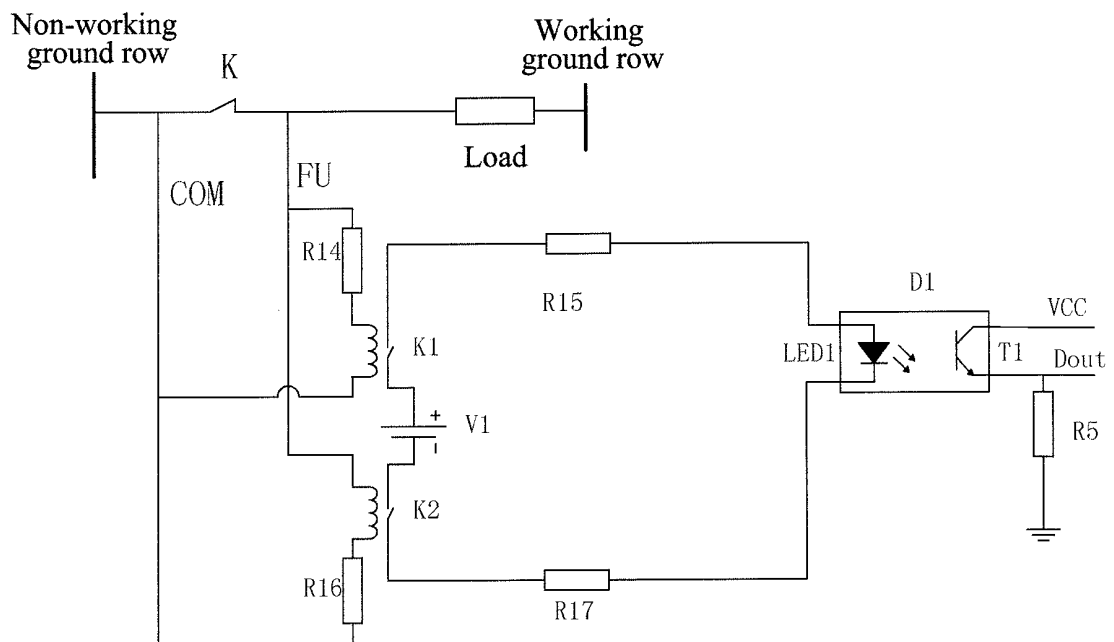 Non-working
ground row
Working
ground row
K
Load
COM
FU
R14
R15
D1
VCC
K1
LED1
T1
Dout
+
V1
-
R5
K2
R16
R17